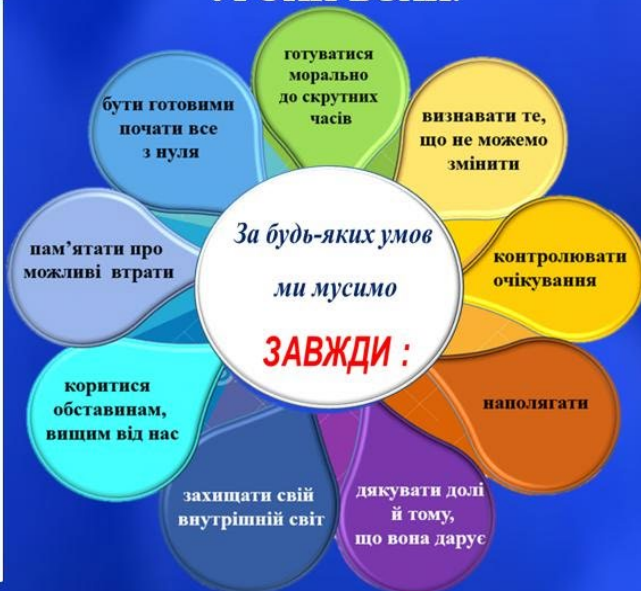 За будь-яких умов
ми мусимо
ЗАВЖДИ :
готуватися
морально
до скрутних
часів
визнавати те,
що не можемо
змінити
контролювати
очікування
наполягати
дякувати долі
й тому,
що вона дарує
захищати свій
внутрішній світ
коритися
обставинам,
вищим від нас
пам’ятати про
можливі втрати
бути готовими
почати все
з нуля